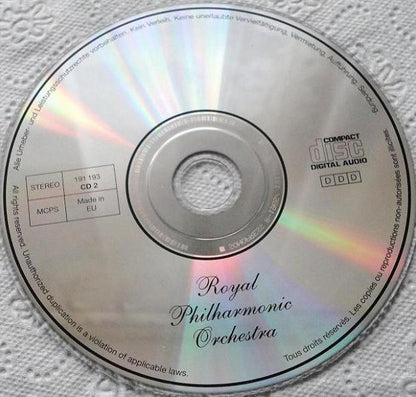 Alle Urheber und Leistungsschutzrechte vorbehalten. Kein Verleih. Keine unerlaubte Vervielfältigung, Vermietung, Aufführung, Sendung.
STEREO
191 193
CD 2
MCPS
Made in
EU
COMPACT
disc
DIGITAL AUDIO
DDD
Royal
Philharmonic
Orchestra
All rights reserved. Unauthorized duplication is a violation of applicable laws.
Tous droits réservés. Les copies ou reproductions non-autorisées sont illicites.